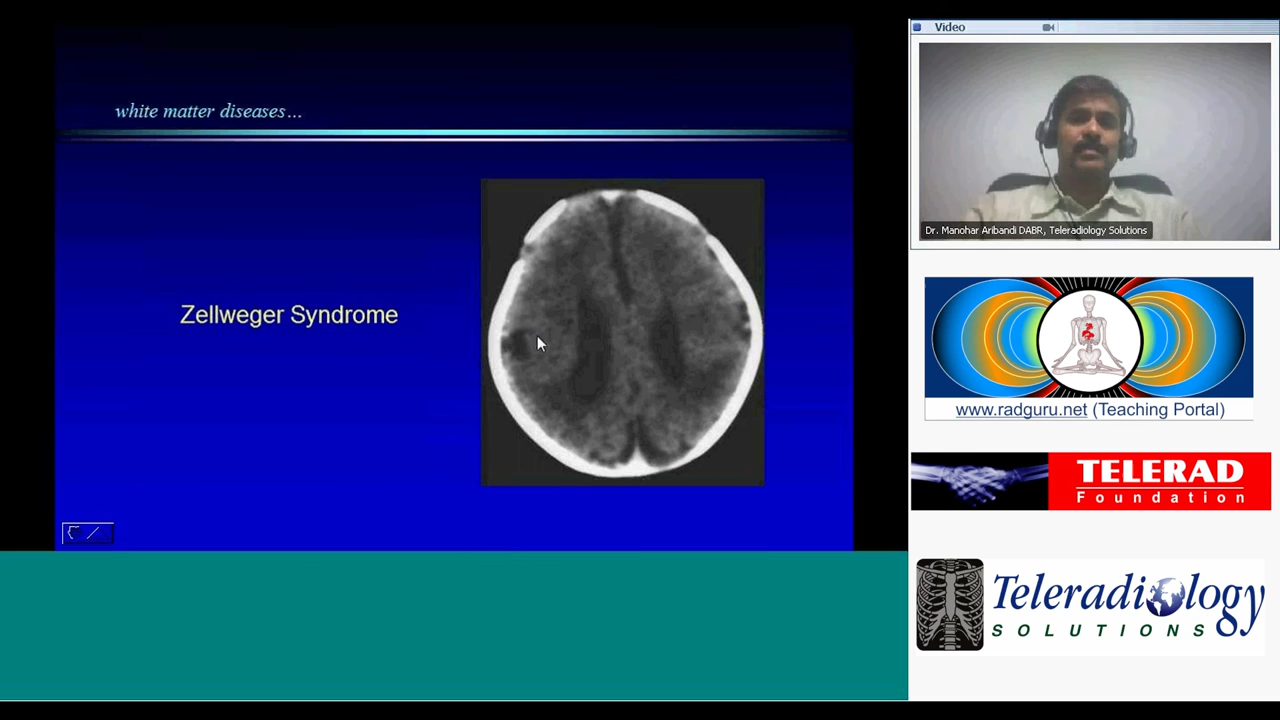 white matter diseases...
Zellweger Syndrome
Video
Dr. Manohar Aribandi DABR, Teleradiology Solutions
www.radguru.net (Teaching Portal)
TELERAD
Foundation
Teleradiology
SOLUTIONS